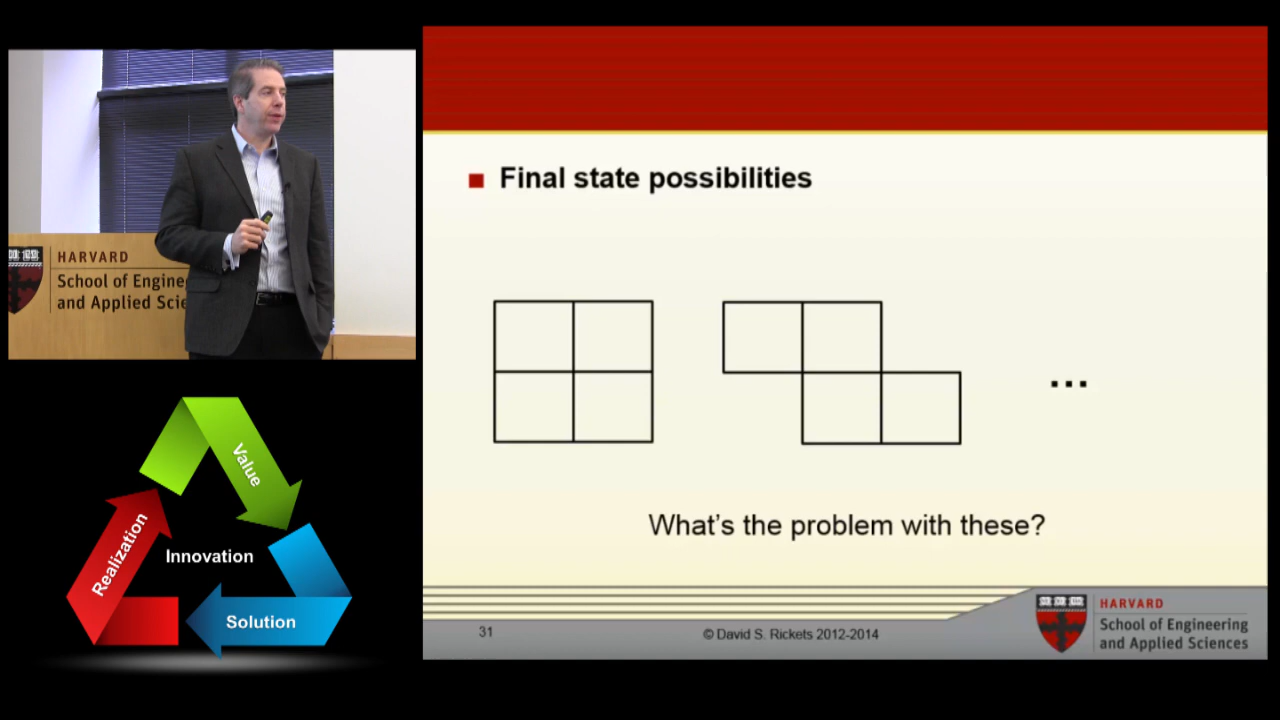 HARVARD
School of Enginee
and Applied Scie
Value
Realization
Innovation
Solution
Final state possibilities
...
What's the problem with these?
31
© David S. Rickets 2012-2014
HARVARD
School of Engineering
and Applied Sciences